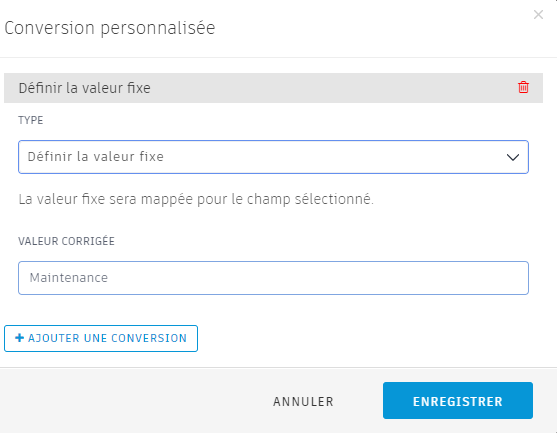 Conversion personnalisée
Définir la valeur fixe
TYPE
Définir la valeur fixe
La valeur fixe sera mappée pour le champ sélectionné.
VALEUR CORRIGÉE
Maintenance
+ AJOUTER UNE CONVERSION
ANNULER
ENREGISTRER